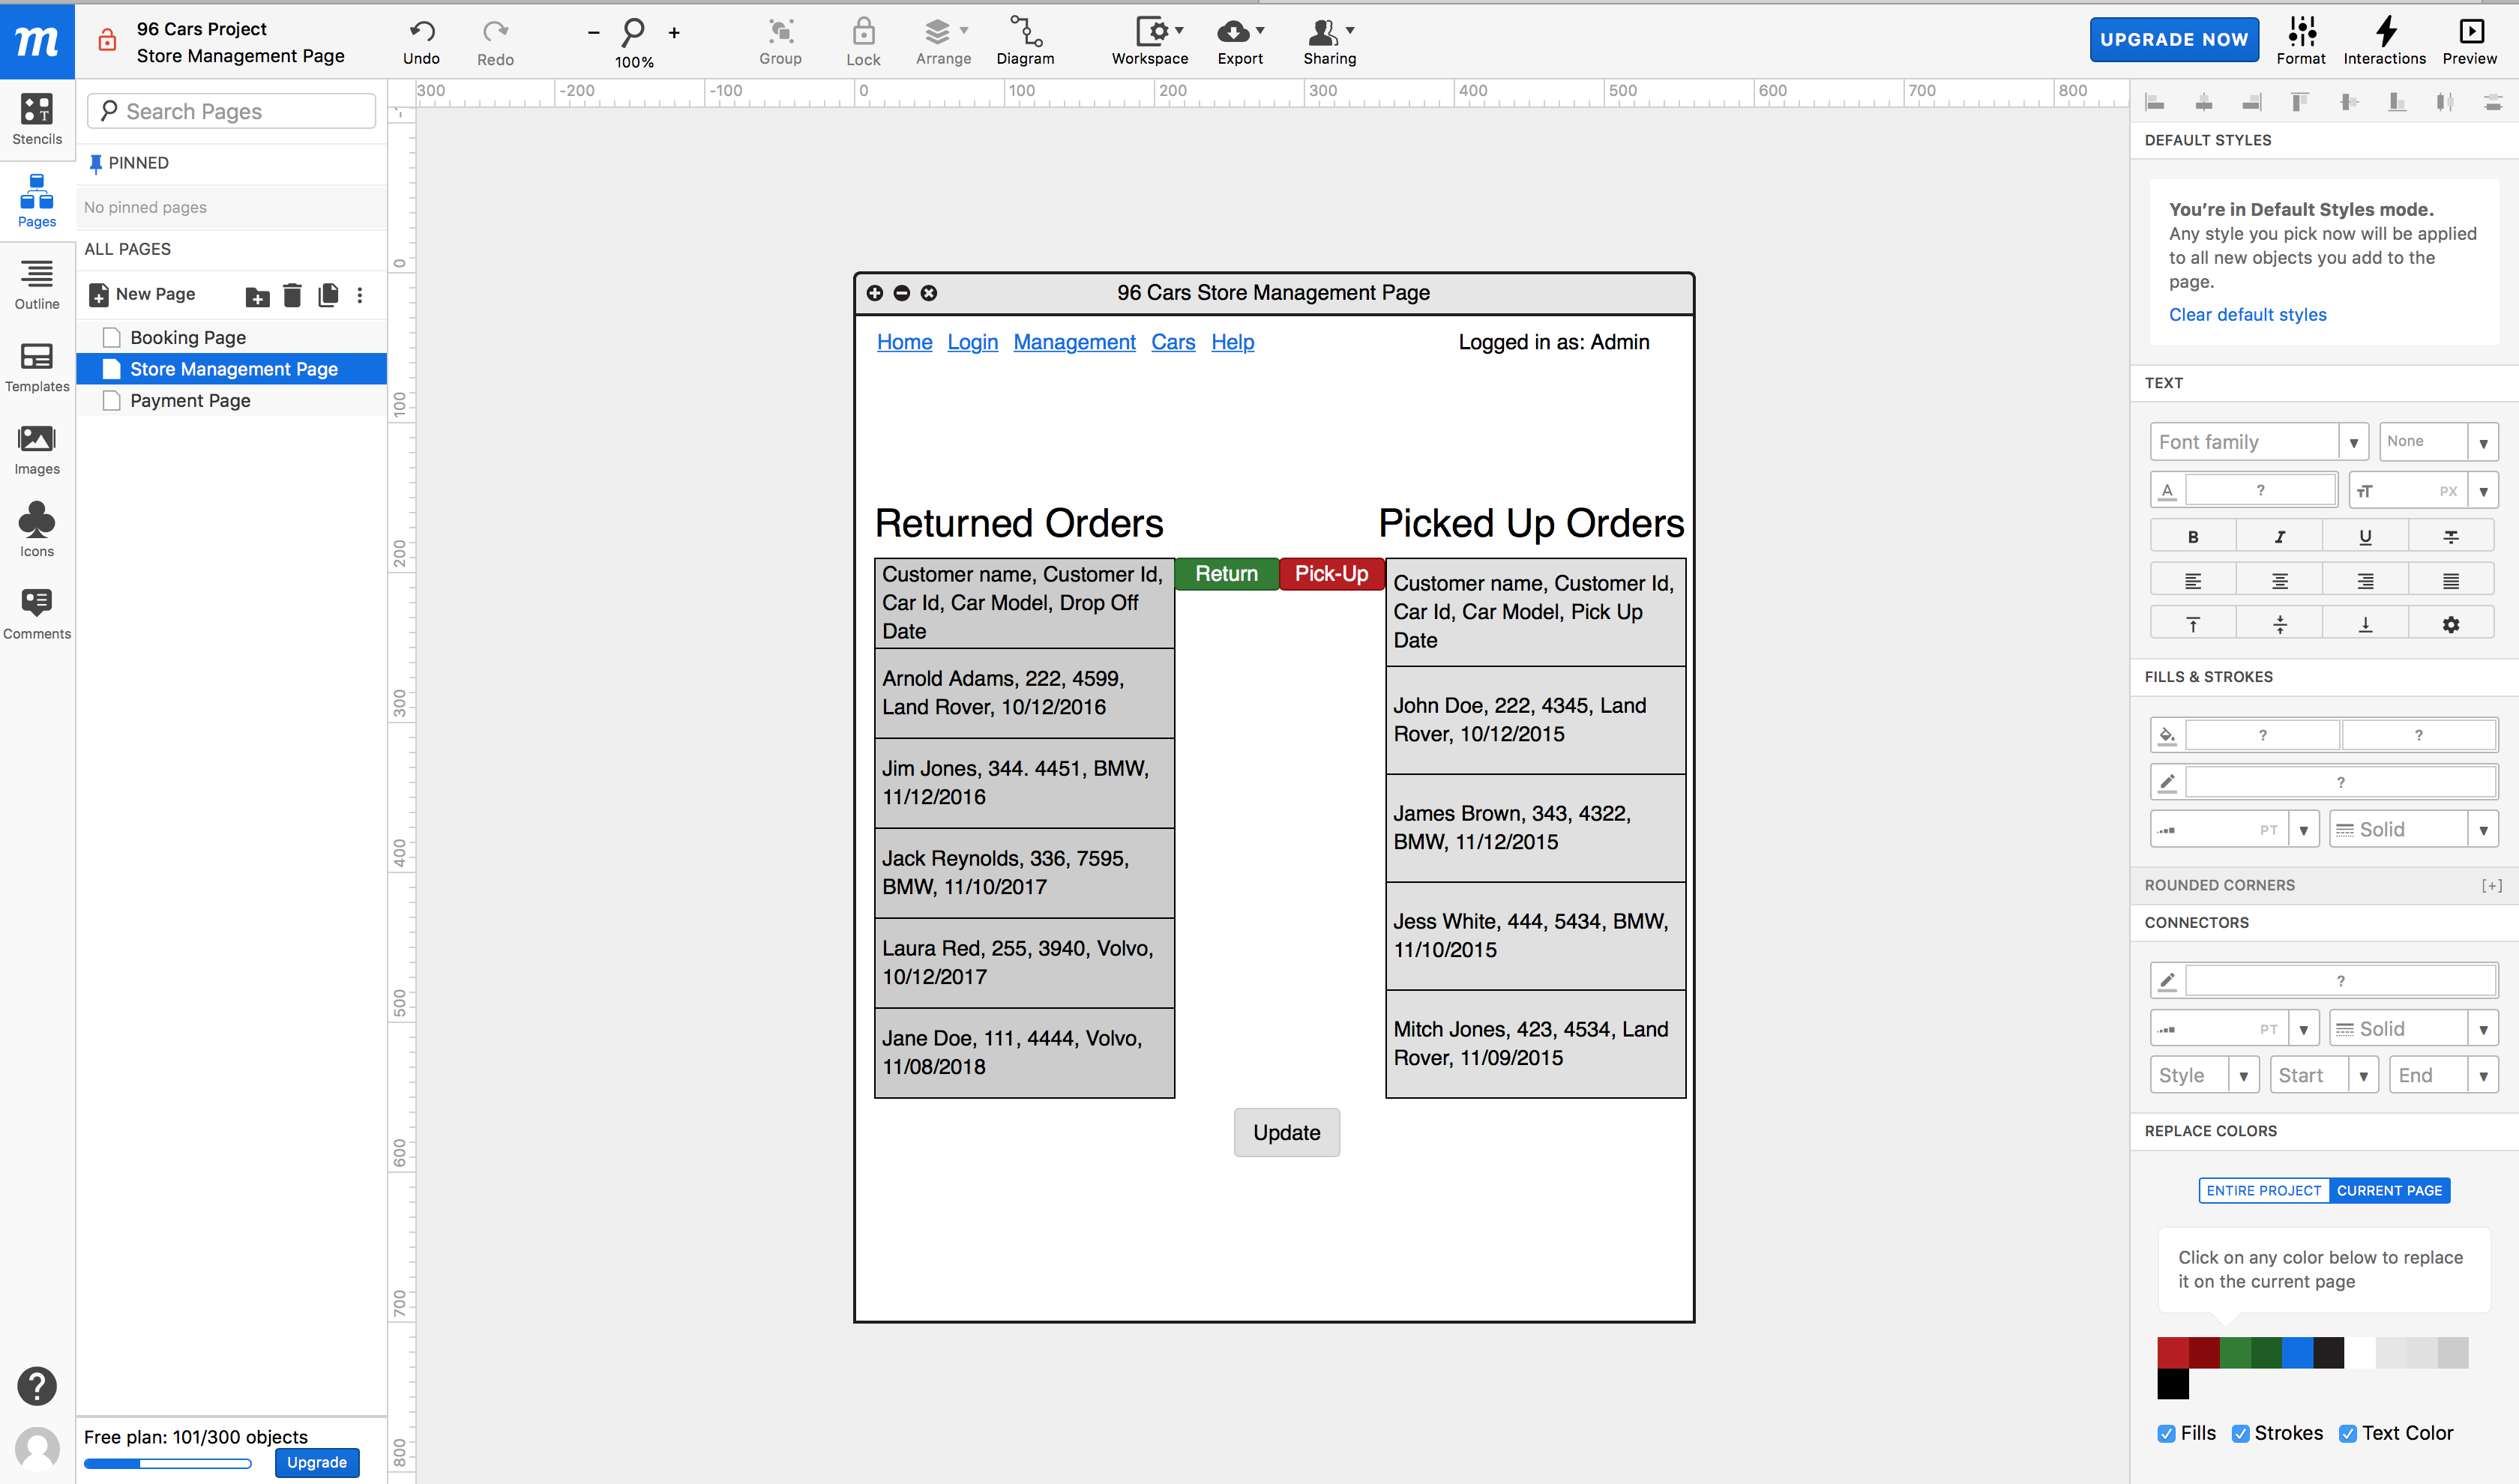 m
96 Cars Project
Store Management Page
Undo
Redo
100%
Group
Lock
Arrange
Diagram
Workspace
Export
Sharing
UPGRADE NOW
Format
Interactions
Preview
Stencils
Pages
Outline
Templates
Images
Icons
Comments
Search Pages
PINNED
No pinned pages
ALL PAGES
New Page
Booking Page
Store Management Page
Payment Page
Free plan: 101/300 objects
Upgrade
300 -200 -100 0 100 200 300 400 500 600 700 800
0
100
200
300
400
500
600
700
800
96 Cars Store Management Page
Home Login Management Cars Help
Logged in as: Admin
Returned Orders
Picked Up Orders
Customer name, Customer Id,
Car Id, Car Model, Drop Off
Date
Arnold Adams, 222, 4599,
Land Rover, 10/12/2016
Jim Jones, 344. 4451, BMW,
11/12/2016
Jack Reynolds, 336, 7595,
BMW, 11/10/2017
Laura Red, 255, 3940, Volvo,
10/12/2017
Jane Doe, 111, 4444, Volvo,
11/08/2018
Return
Pick-Up
Customer name, Customer Id,
Car Id, Car Model, Pick Up
Date
John Doe, 222, 4345, Land
Rover, 10/12/2015
James Brown, 343, 4322,
BMW, 11/12/2015
Jess White, 444, 5434, BMW,
11/10/2015
Mitch Jones, 423, 4534, Land
Rover, 11/09/2015
Update
DEFAULT STYLES
You’re in Default Styles mode.
Any style you pick now will be applied
to all new objects you add to the
page.
Clear default styles
TEXT
Font family
None
A ?
TT PX
B I U
FILLS & STROKES
? ?
?
PT Solid
ROUNDED CORNERS [+]
CONNECTORS
?
PT Solid
Style Start End
REPLACE COLORS
ENTIRE PROJECT CURRENT PAGE
Click on any color below to replace
it on the current page
Fills Strokes Text Color